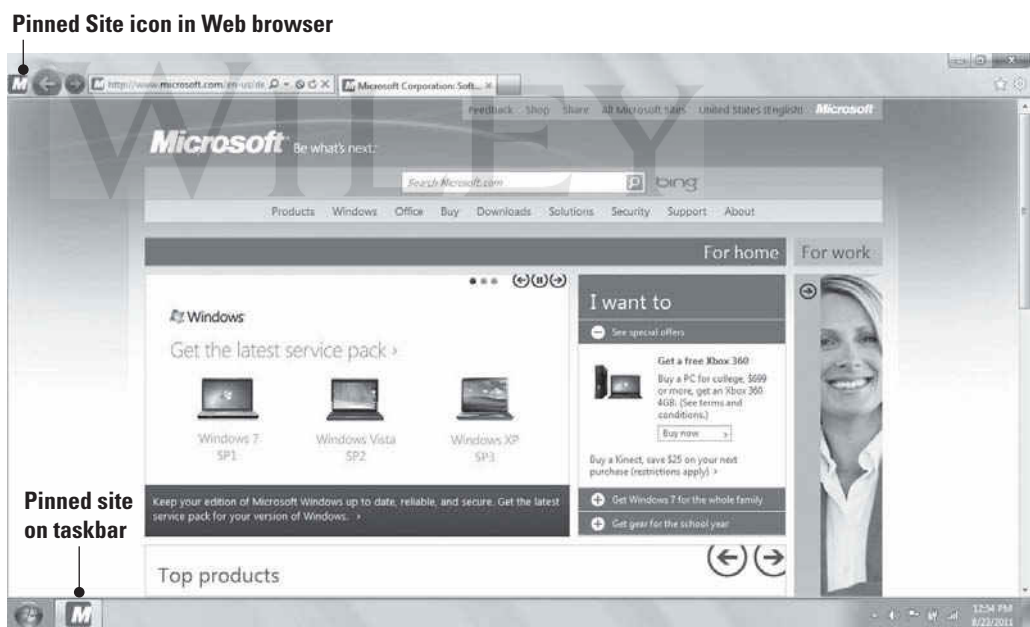 Pinned Site icon in Web browser
M
M http://www.microsoft.com/en-us/de
M Microsoft Corporation: Soft...
WILEY
Feedback Shop Share All Microsoft Sites United States (English) Microsoft
Microsoft Be what's next.™
Search Microsoft.com bing
Products Windows Office Buy Downloads Solutions Security Support About
For home For work
Windows
Get the latest service pack ›
Windows 7
SP1
Windows Vista
SP2
Windows XP
SP3
Keep your edition of Microsoft Windows up to date, reliable, and secure. Get the latest
service pack for your version of Windows. ›
I want to
See special offers
Get a free Xbox 360
Buy a PC for college, $699
or more, get an Xbox 360
4GB. (See terms and
conditions.)
Buy now ›
Buy a Kinect, save $25 on your next
purchase (restrictions apply) ›
Get Windows 7 for the whole family
Get gear for the school year
Top products
Pinned site
on taskbar
M
12:34 PM
8/22/2011